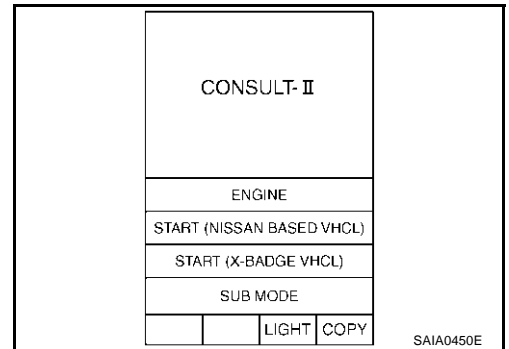 CONSULT-Ⅱ
ENGINE
START (NISSAN BASED VHCL)
START (X-BADGE VHCL)
SUB MODE
LIGHT COPY
SAIA0450E